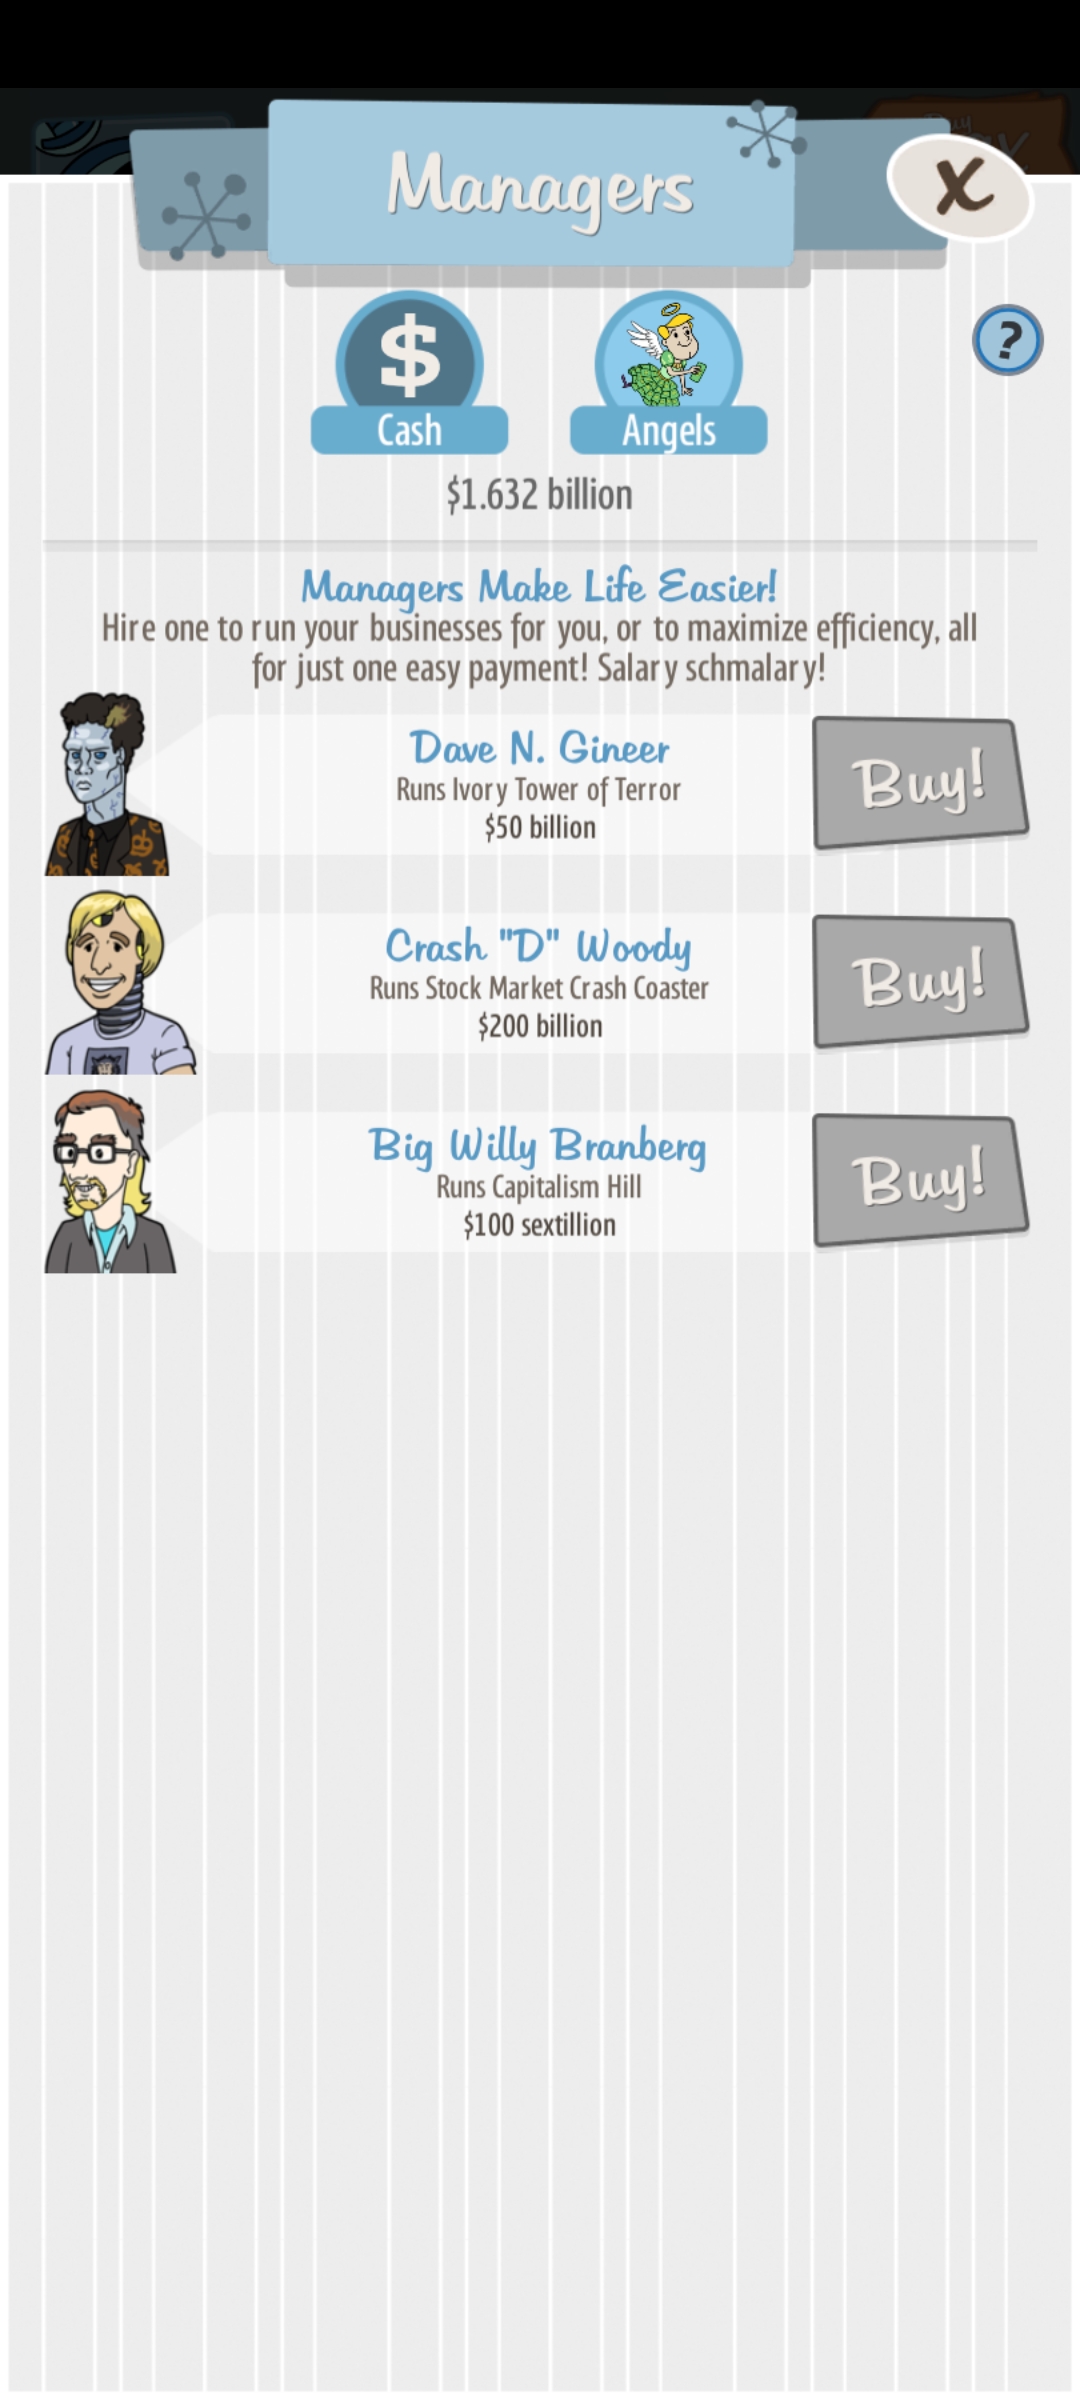 Managers
X
$
?
Cash
Angels
$1.632 billion
Managers Make Life Easier!
Hire one to run your businesses for you, or to maximize efficiency, all
for just one easy payment! Salary schmalary!
Dave N. Gineer
Runs Ivory Tower of Terror
$50 billion
Buy!
Crash "D" Woody
Runs Stock Market Crash Coaster
$200 billion
Buy!
Big Willy Branberg
Runs Capitalism Hill
$100 sextillion
Buy!